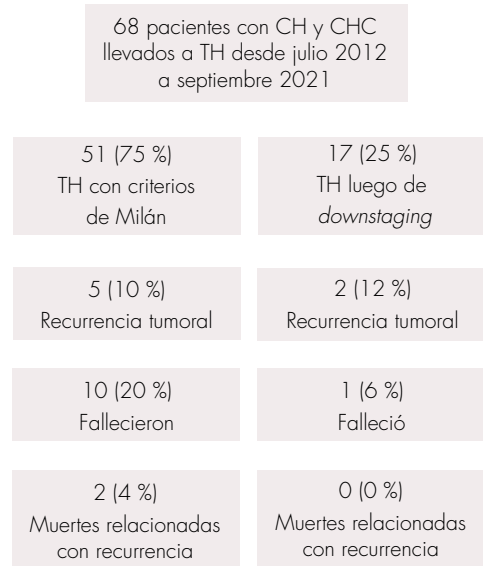 68 pacientes con CH y CHC
llevados a TH desde julio 2012
a septiembre 2021
51 (75 %)
TH con criterios
de Milán
17 (25 %)
TH luego de
downstaging
5 (10 %)
Recurrencia tumoral
2 (12 %)
Recurrencia tumoral
10 (20 %)
Fallecieron
1 (6 %)
Falleció
2 (4 %)
Muertes relacionadas
con recurrencia
0 (0 %)
Muertes relacionadas
con recurrencia